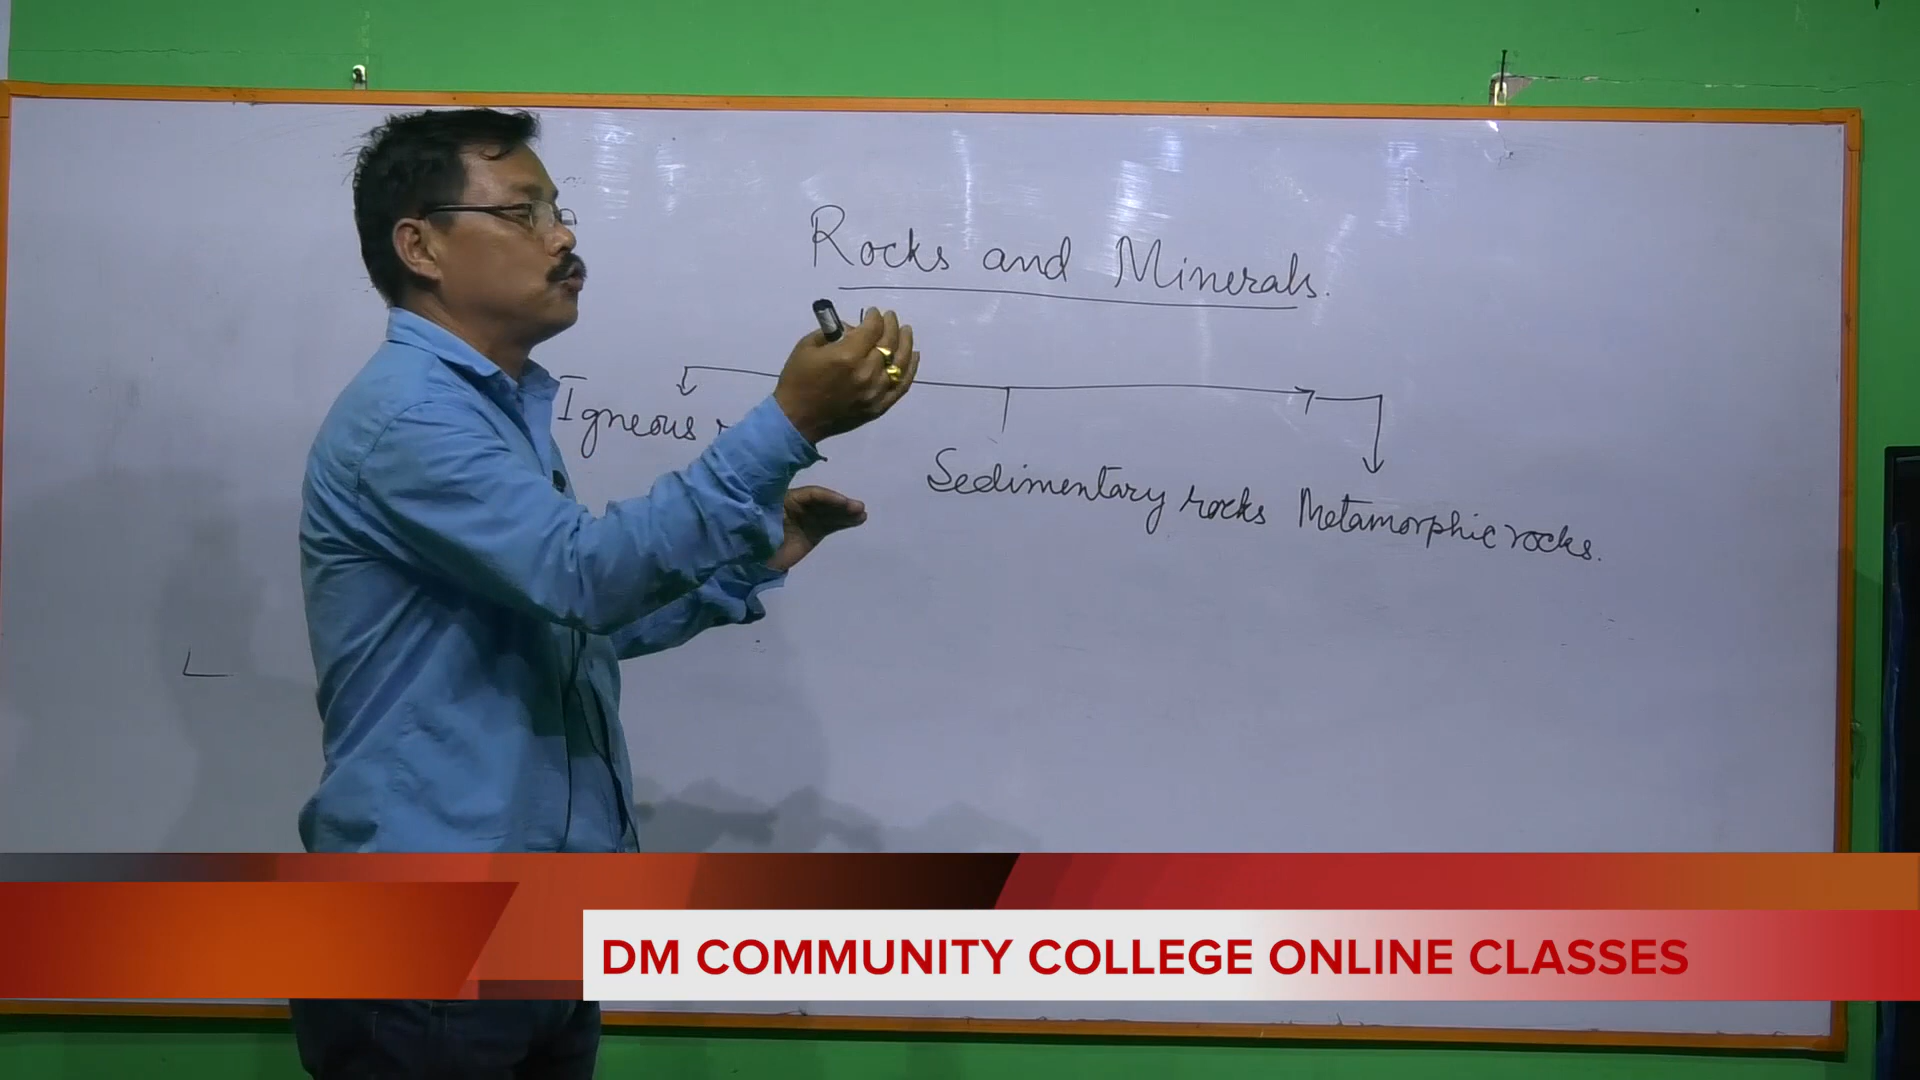 Rocks and Minerals.
Igneous
Sedimentary rocks
Metamorphic rocks.
DM COMMUNITY COLLEGE ONLINE CLASSES